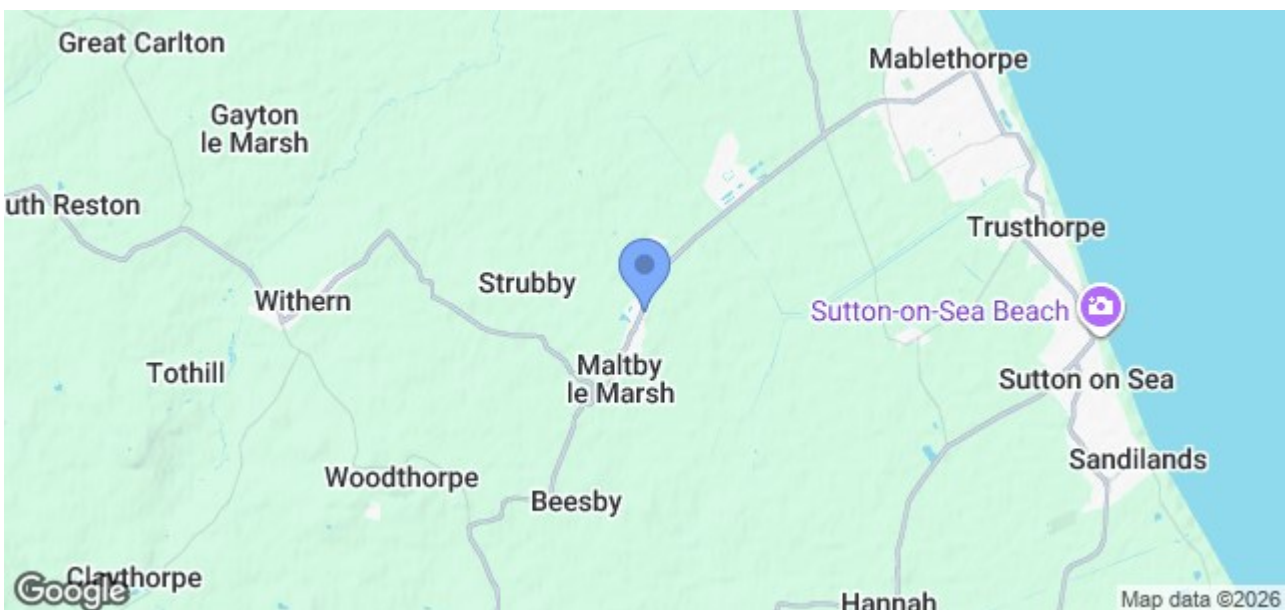 Great Carlton
Mablethorpe
Gayton
le Marsh
uth Reston
Trusthorpe
Strubby
Withern
Sutton-on-Sea Beach
Maltby
le Marsh
Tothill
Sutton on Sea
Sandilands
Woodthorpe
Beesby
Claythorpe
Google
Hannah
Map data ©2026